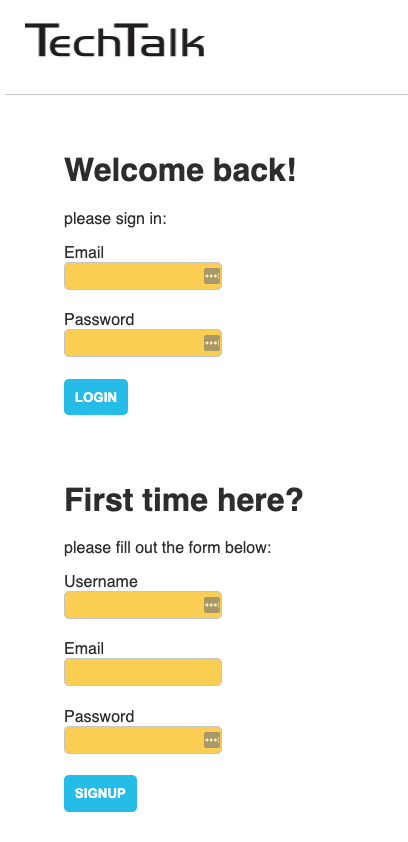 TechTalk
Welcome back!
please sign in:
Email
Password
LOGIN
First time here?
please fill out the form below:
Username
Email
Password
SIGNUP